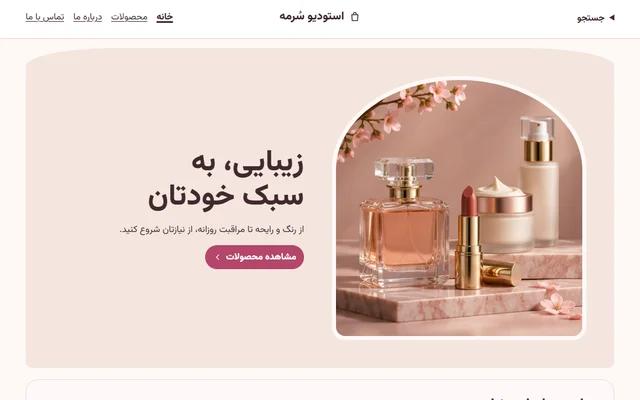 جستجو
استودیو سُرمه
خانه
محصولات
درباره ما
تماس با ما
زیبایی، به
سبک خودتان
از رنگ و رایحه تا مراقبت روزانه، از نیازتان شروع کنید.
مشاهده محصولات